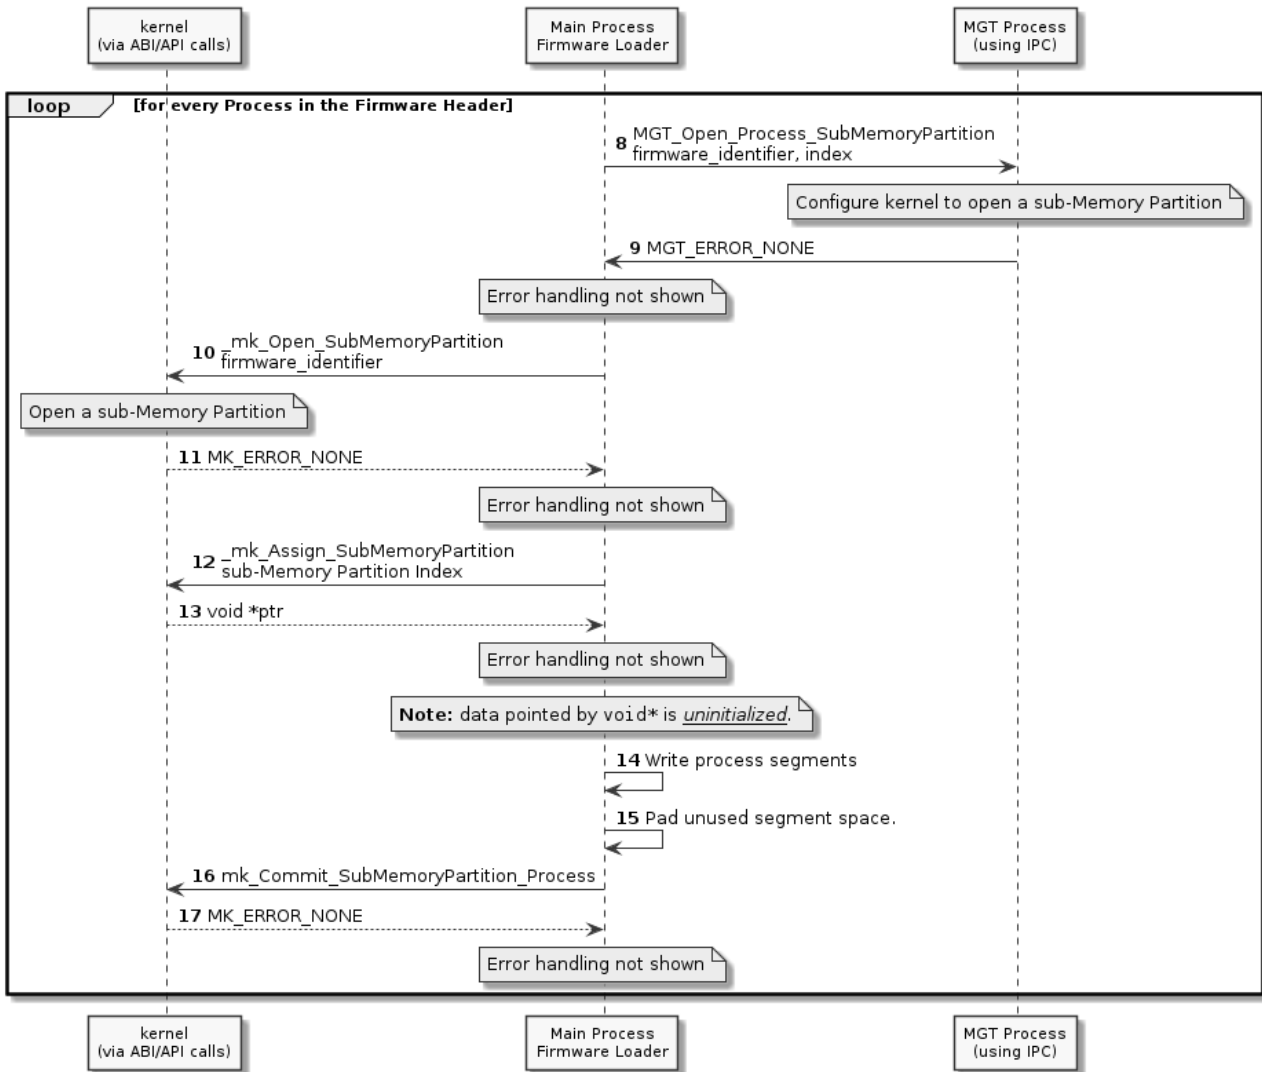 kernel
(via ABI/API calls)
Main Process
Firmware Loader
MGT Process
(using IPC)
loop
[for every Process in the Firmware Header]
8 MGT_Open_Process_SubMemoryPartition
firmware_identifier, index
Configure kernel to open a sub-Memory Partition
9 MGT_ERROR_NONE
Error handling not shown
10 _mk_Open_SubMemoryPartition
firmware_identifier
Open a sub-Memory Partition
11 MK_ERROR_NONE
Error handling not shown
12 _mk_Assign_SubMemoryPartition
sub-Memory Partition Index
13 void *ptr
Error handling not shown
Note: data pointed by void* is uninitialized.
14 Write process segments
15 Pad unused segment space.
16 mk_Commit_SubMemoryPartition_Process
17 MK_ERROR_NONE
Error handling not shown
kernel
(via ABI/API calls)
Main Process
Firmware Loader
MGT Process
(using IPC)